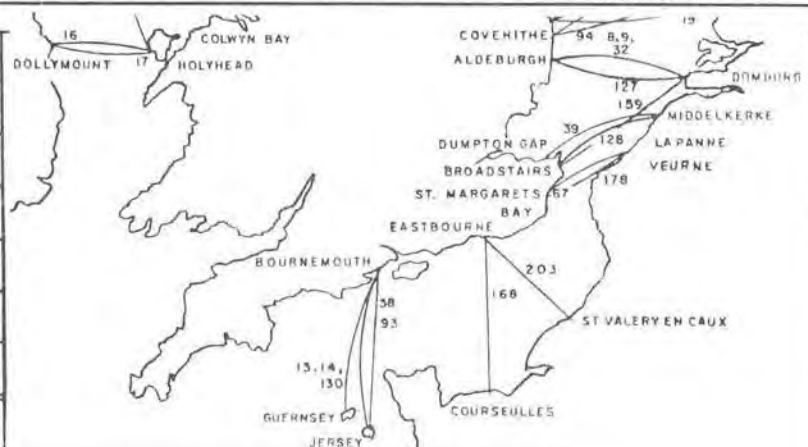 16
COLWYN BAY
DOLLYMOUNT
17
HOLYHEAD
COVEHITHE
94
8,9,
19
32
ALDEBURGH
127
DOMBURG
159
MIDDELKERKE
39
DUMPTON GAP
128
LA PANNE
BROADSTAIRS
VEURNE
ST. MARGARETS
67
178
BAY
EASTBOURNE
BOURNEMOUTH
203
38
168
93
ST VALERY EN CAUX
13,14,
130
GUERNSEY
COURSEULLES
JERSEY